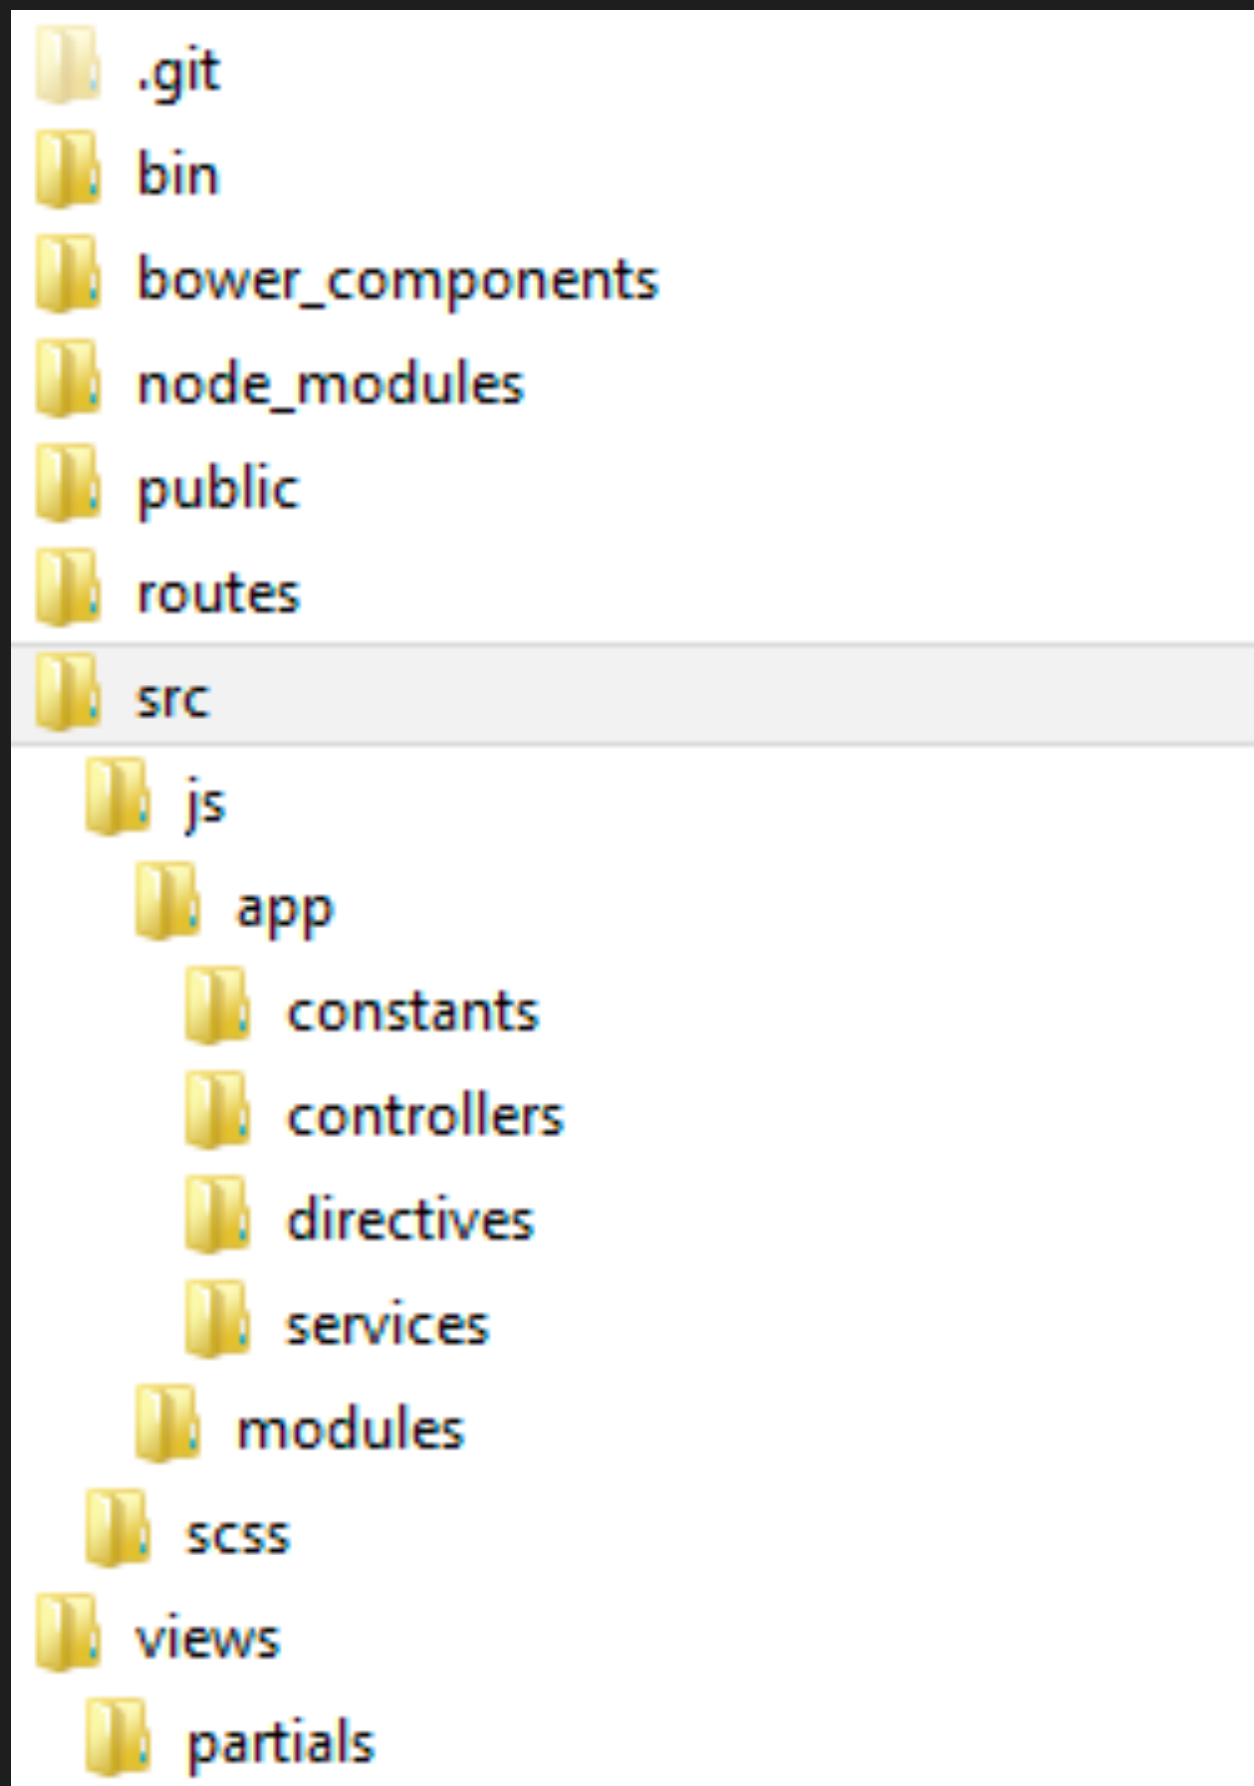 .git
bin
bower_components
node_modules
public
routes
src
js
app
constants
controllers
directives
services
modules
scss
views
partials